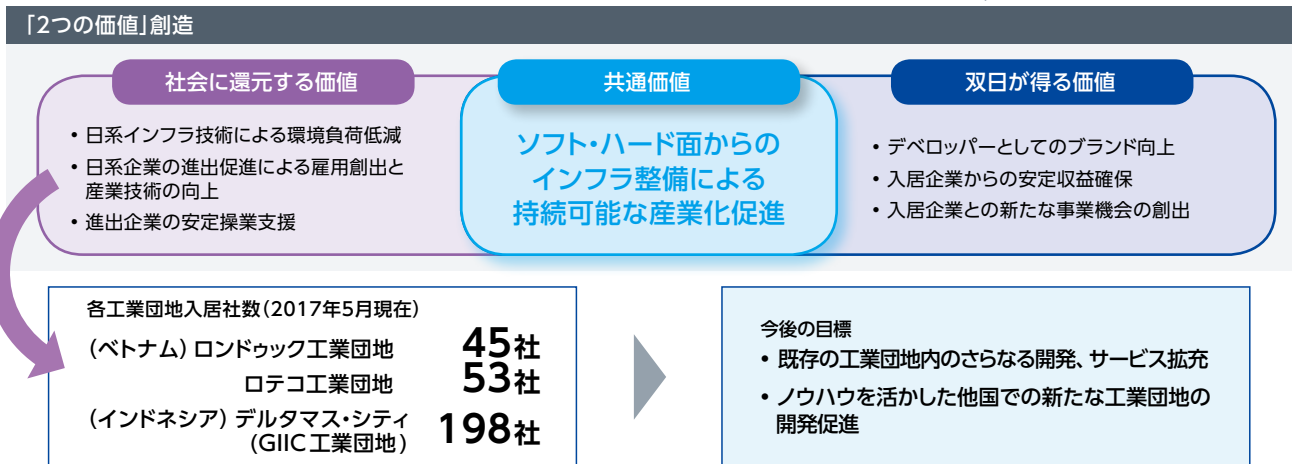 「2つの価値」創造
社会に還元する価値
・日系インフラ技術による環境負荷低減
・日系企業の進出促進による雇用創出と
産業技術の向上
・進出企業の安定操業支援
共通価値
ソフト・ハード面からの
インフラ整備による
持続可能な産業化促進
双日が得る価値
・デベロッパーとしてのブランド向上
・入居企業からの安定収益確保
・入居企業との新たな事業機会の創出
各工業団地入居社数（2017年5月現在）
（ベトナム）ロンドゥック工業団地 45社
ロテコ工業団地 53社
（インドネシア）デルタマス・シティ
（GIIC工業団地） 198社
今後の目標
・既存の工業団地内のさらなる開発、サービス拡充
・ノウハウを活かした他国での新たな工業団地の
開発促進